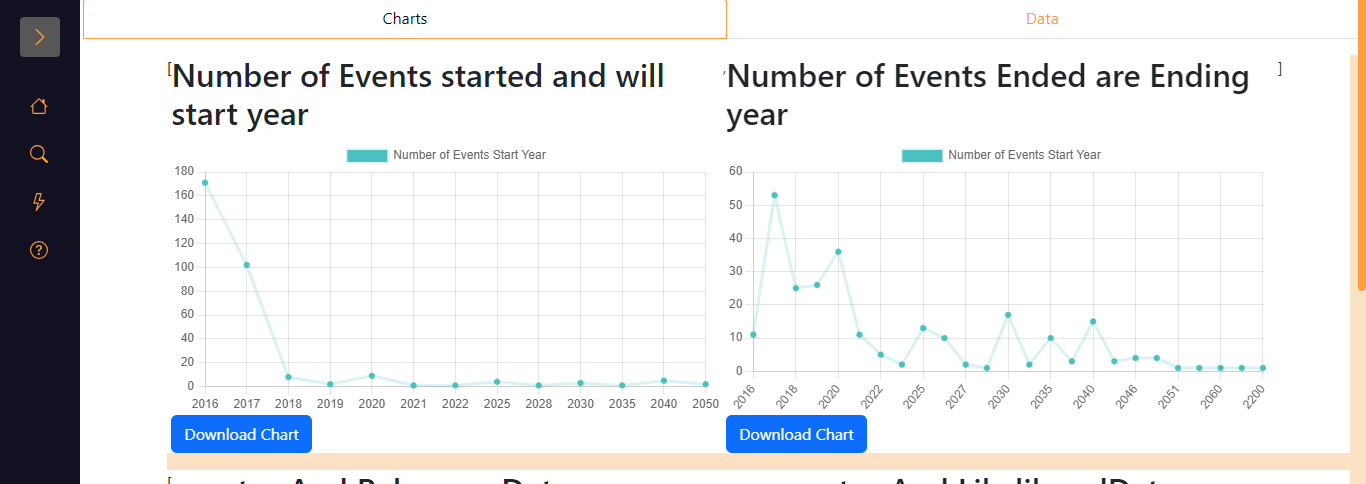 Charts
Data
[
Number of Events started and will
start year
Number of Events Start Year
180
160
140
120
100
80
60
40
20
0
2016 2017 2018 2019 2020 2021 2022 2025 2028 2030 2035 2040 2050
Download Chart
,
Number of Events Ended are Ending
year
]
Number of Events Start Year
60
50
40
30
20
10
0
2016 2018 2020 2022 2025 2027 2030 2035 2040 2046 2051 2060 2200
Download Chart
[